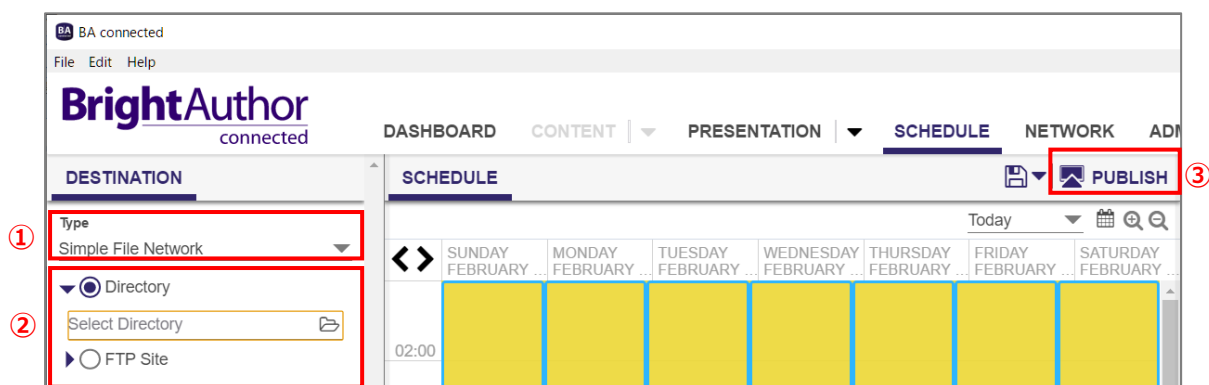 BA BA connected
File Edit Help
BrightAuthor
connected
DASHBOARD CONTENT PRESENTATION SCHEDULE NETWORK
DESTINATION
SCHEDULE
PUBLISH
③
①
Type
Simple File Network
Today
SUNDAY MONDAY TUESDAY WEDNESDAY THURSDAY FRIDAY SATURDAY
FEBRUARY ... FEBRUARY ... FEBRUARY ... FEBRUARY ... FEBRUARY ... FEBRUARY ... FEBRUARY ...
②
Directory
Select Directory
FTP Site
02:00